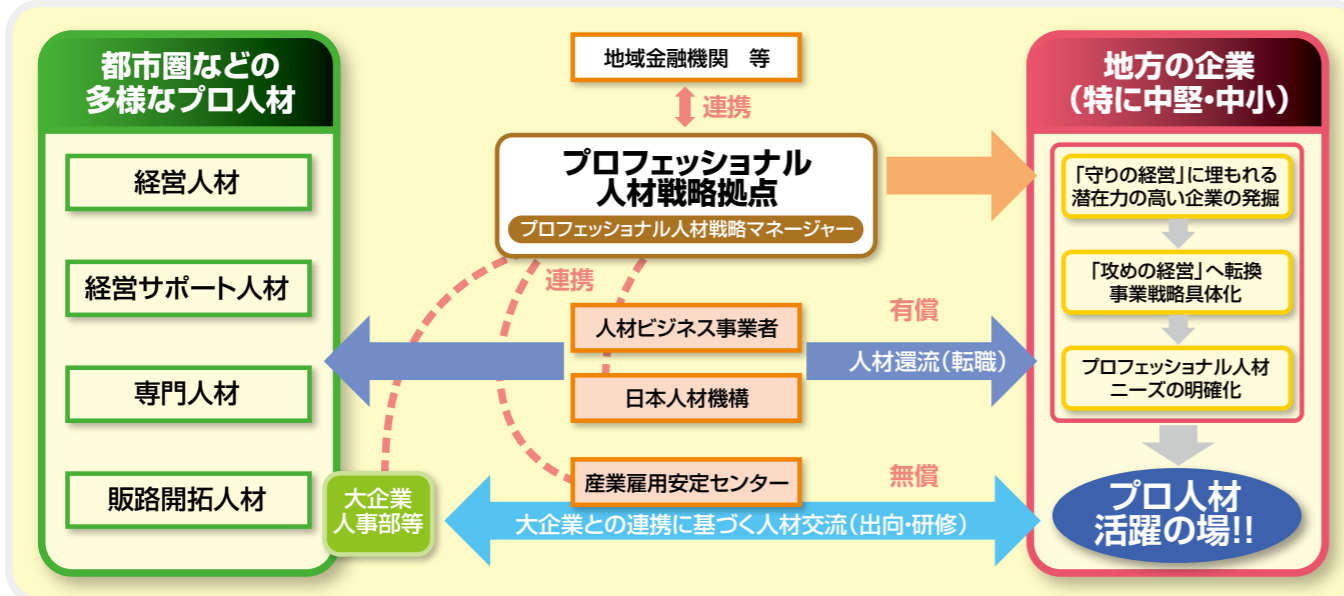 都市圏などの
多様なプロ人材
経営人材
経営サポート人材
専門人材
販路開拓人材
大企業
人事部等
地域金融機関　等
連携
プロフェッショナル
人材戦略拠点
プロフェッショナル人材戦略マネージャー
連携
人材ビジネス事業者
日本人材機構
有償
人材還流（転職）
産業雇用安定センター
無償
大企業との連携に基づく人材交流（出向・研修）
地方の企業
（特に中堅・中小）
「守りの経営」に埋もれる
潜在力の高い企業の発掘
「攻めの経営」へ転換
事業戦略具体化
プロフェッショナル人材
ニーズの明確化
プロ人材
活躍の場!!